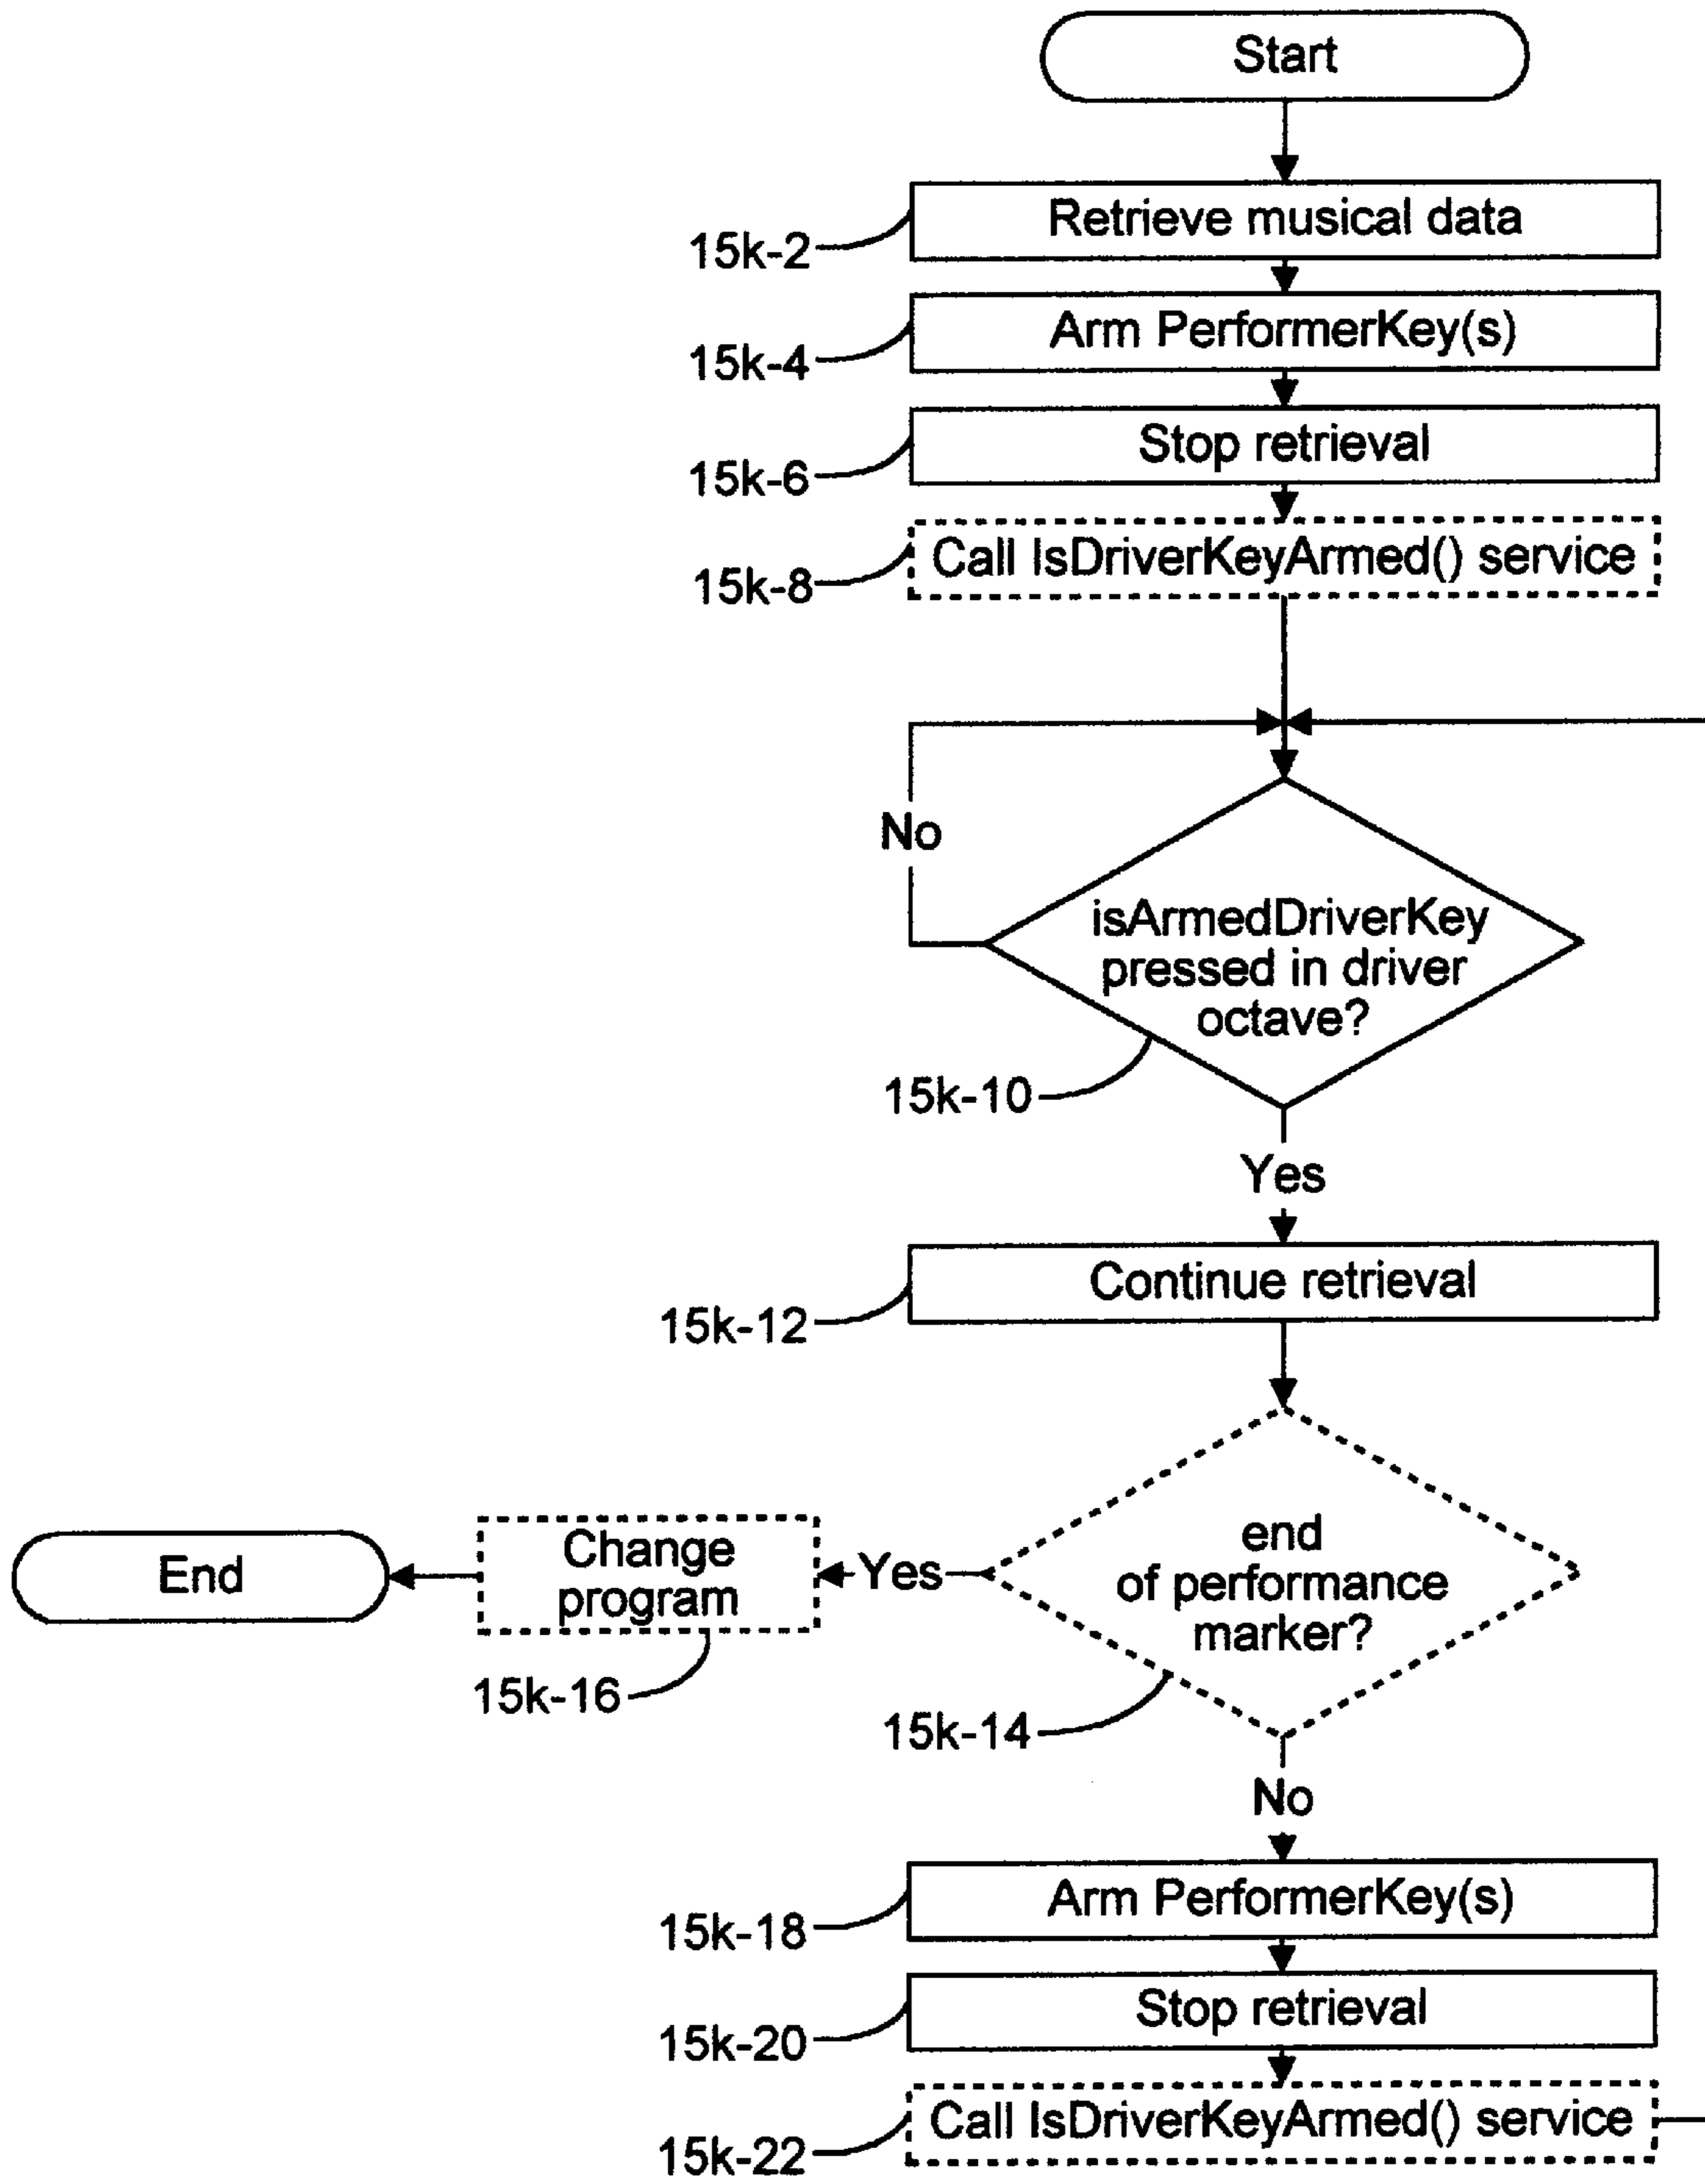 Start
Retrieve musical data
15k-2
Arm PerformerKey(s)
15k-4
Stop retrieval
15k-6
Call IsDriverKeyArmed() service
15k-8
No
isArmedDriverKey
pressed in driver
octave?
15k-10
Yes
Continue retrieval
15k-12
end
of performance
marker?
15k-14
Yes
Change
program
15k-16
End
No
Arm PerformerKey(s)
15k-18
Stop retrieval
15k-20
Call IsDriverKeyArmed() service
15k-22